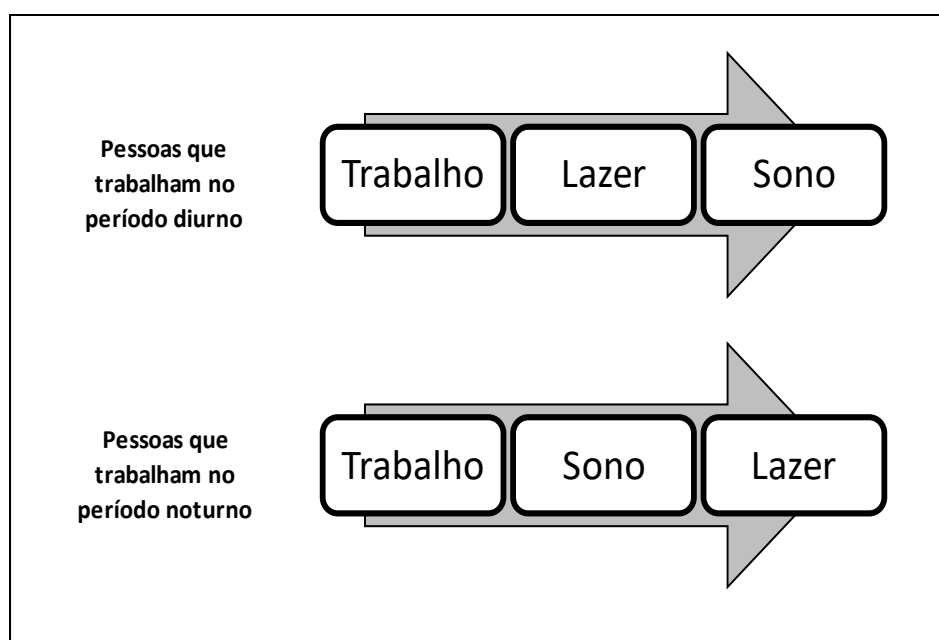 Pessoas que
trabalham no
período diurno
Trabalho
Lazer
Sono
Pessoas que
trabalham no
período noturno
Trabalho
Sono
Lazer